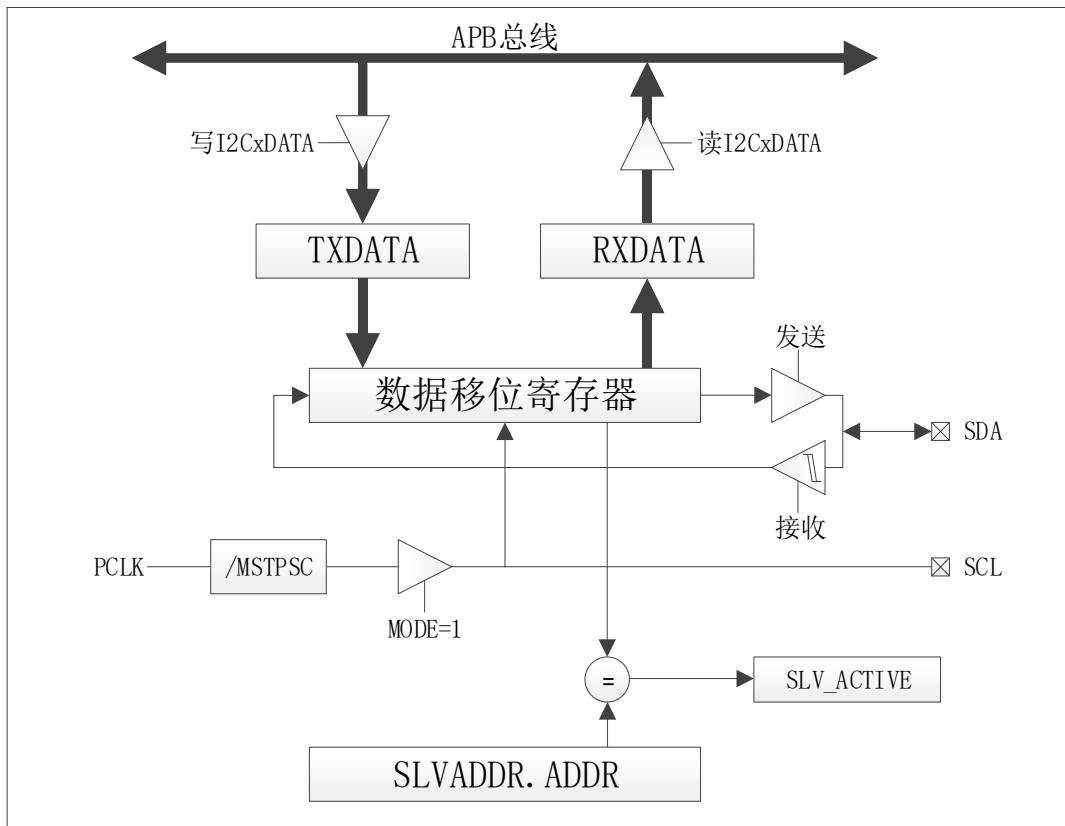 APB总线
写I2CxDATA
读I2CxDATA
TXDATA
RXDATA
发送
数据移位寄存器
SDA
接收
PCLK
/MSTPSC
SCL
MODE=1
=
SLV_ACTIVE
SLVADDR.ADDR